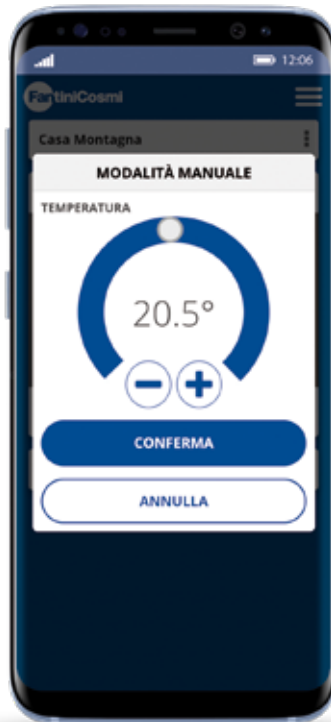 12:06
FantiniCosmi
Casa Montagna
MODALITÀ MANUALE
TEMPERATURA
20.5°
CONFERMA
ANNULLA